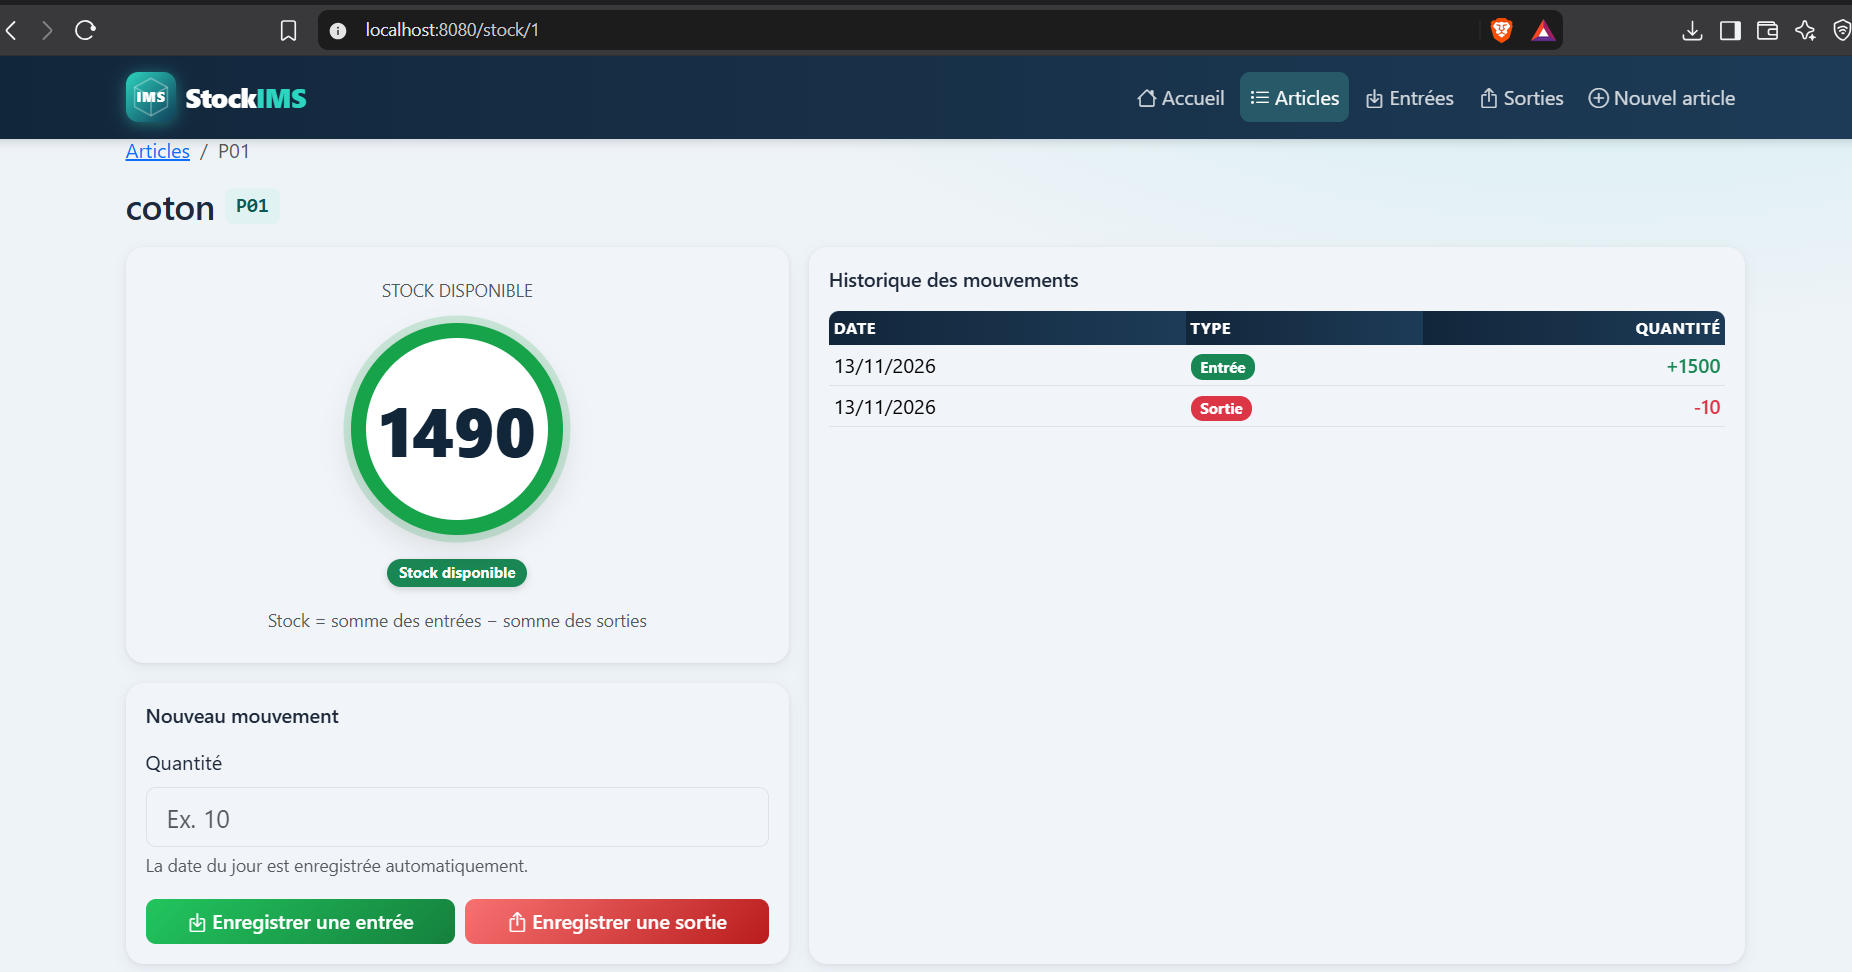 localhost:8080/stock/1
IMS StockIMS
Accueil
Articles
Entrées
Sorties
Nouvel article
Articles / P01
coton P01
STOCK DISPONIBLE
1490
Stock disponible
Stock = somme des entrées − somme des sorties
Nouveau mouvement
Quantité
Ex. 10
La date du jour est enregistrée automatiquement.
Enregistrer une entrée
Enregistrer une sortie
Historique des mouvements
DATE TYPE QUANTITÉ
13/11/2026 Entrée +1500
13/11/2026 Sortie -10